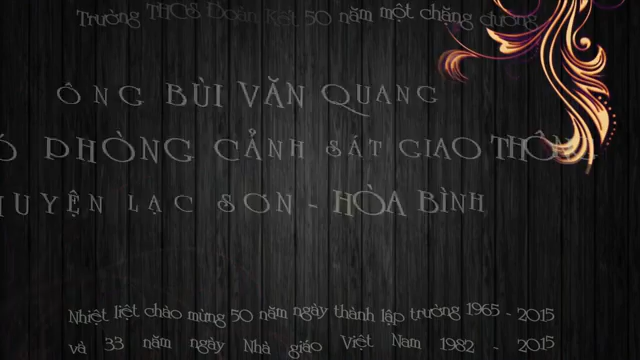 Trường THCS Đoàn Kết 50 năm một chặng đường
ÔNG BÙI VĂN QUANG
Ó PHÒNG CẢNH SÁT GIAO THÔNG
HUYỆN LẠC SƠN - HÒA BÌNH
Nhiệt liệt chào mừng 50 năm ngày thành lập trường 1965 - 2015
và 33 năm ngày Nhà giáo Việt Nam 1982 - 2015